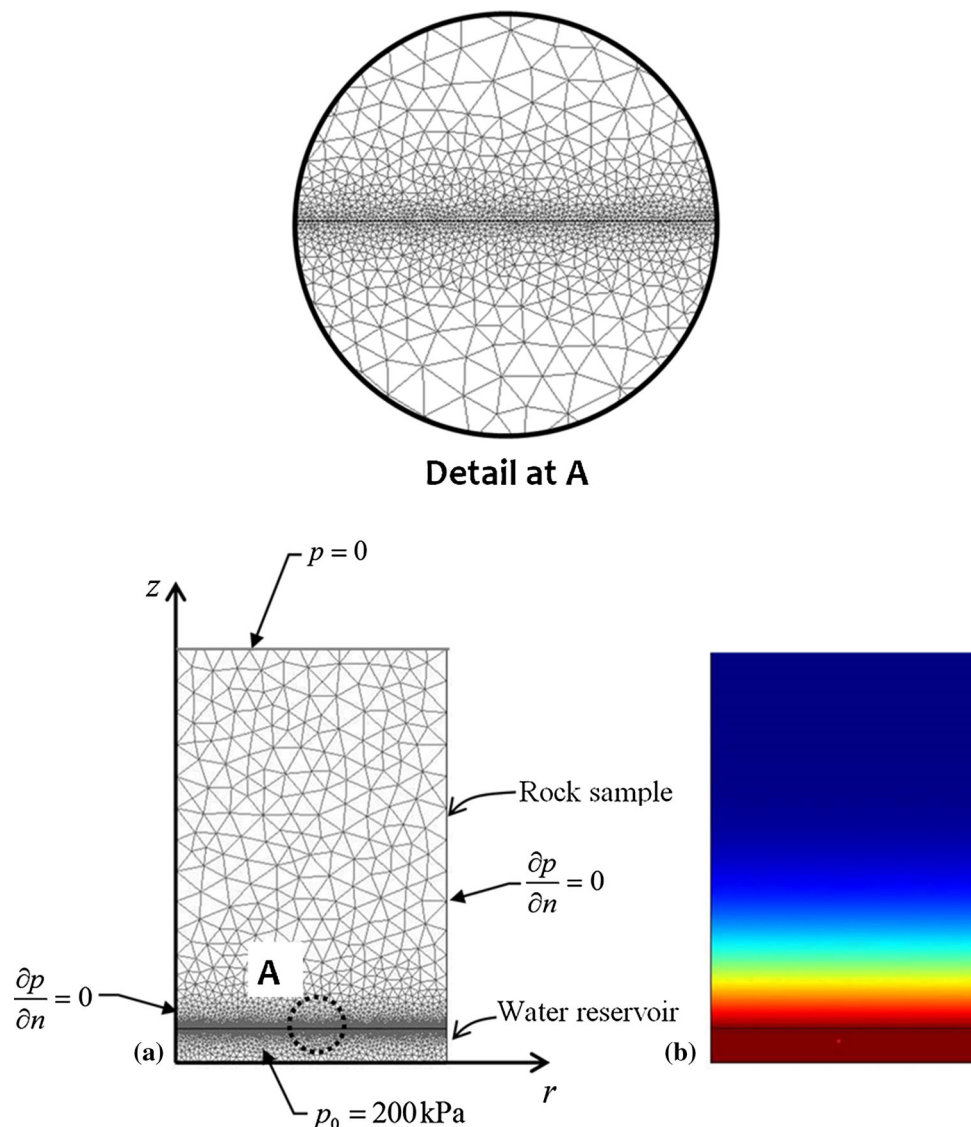 Detail at A
p = 0
z
Rock sample
∂p/∂n = 0
A
∂p/∂n = 0
Water reservoir
(a)
(b)
r
p₀ = 200 kPa